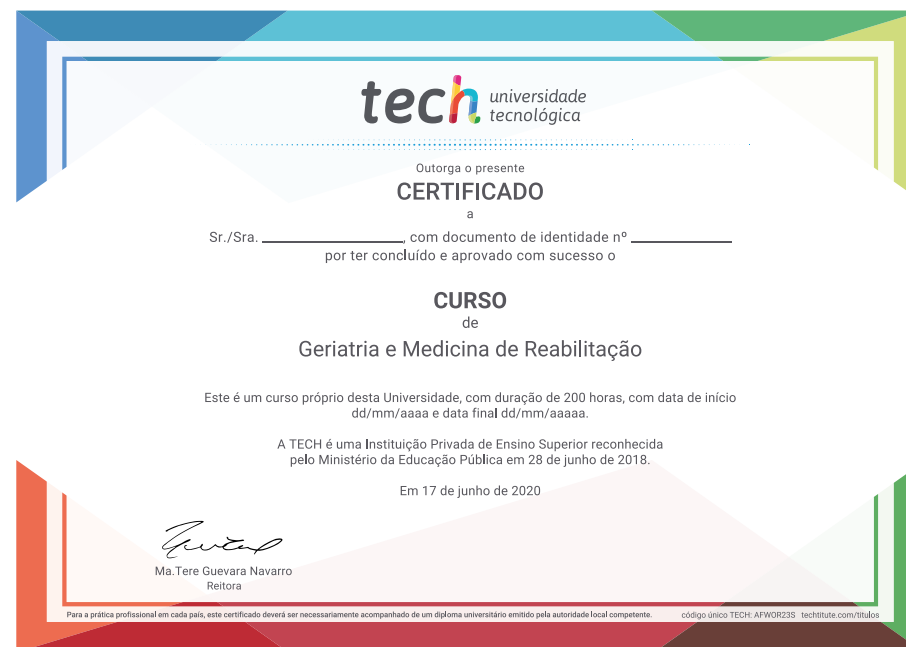 tech universidade
tecnológica
Outorga o presente
CERTIFICADO
a
Sr./Sra. ____________, com documento de identidade nº ____________
por ter concluído e aprovado com sucesso o
CURSO
de
Geriatria e Medicina de Reabilitação
Este é um curso próprio desta Universidade, com duração de 200 horas, com data de início
dd/mm/aaaa e data final dd/mm/aaaaa.
A TECH é uma Instituição Privada de Ensino Superior reconhecida
pelo Ministério da Educação Pública em 28 de junho de 2018.
Em 17 de junho de 2020
Ma.Tere Guevara Navarro
Reitora
Para a prática profissional em cada país, este certificado deverá ser necessariamente acompanhado de um diploma universitário emitido pela autoridade local competente. código único TECH: AFWOR23S techtitute.com/titulos